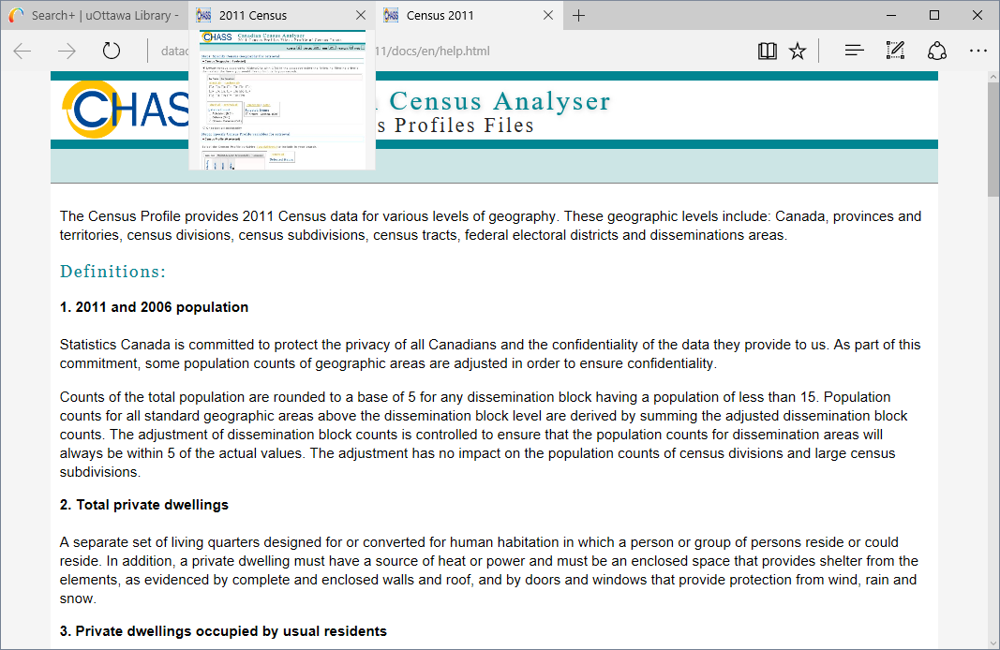 Search+ | uOttawa Library -
2011 Census
Census 2011
datac
11/docs/en/help.html
CHASS
Canadian Census Analyser
2011 Census Profiles Files / Profile of Census Tracts
CHAS
Census Analyser
s Profiles Files
The Census Profile provides 2011 Census data for various levels of geography. These geographic levels include: Canada, provinces and
territories, census divisions, census subdivisions, census tracts, federal electoral districts and disseminations areas.
Definitions:
1. 2011 and 2006 population
Statistics Canada is committed to protect the privacy of all Canadians and the confidentiality of the data they provide to us. As part of this
commitment, some population counts of geographic areas are adjusted in order to ensure confidentiality.
Counts of the total population are rounded to a base of 5 for any dissemination block having a population of less than 15. Population
counts for all standard geographic areas above the dissemination block level are derived by summing the adjusted dissemination block
counts. The adjustment of dissemination block counts is controlled to ensure that the population counts for dissemination areas will
always be within 5 of the actual values. The adjustment has no impact on the population counts of census divisions and large census
subdivisions.
2. Total private dwellings
A separate set of living quarters designed for or converted for human habitation in which a person or group of persons reside or could
reside. In addition, a private dwelling must have a source of heat or power and must be an enclosed space that provides shelter from the
elements, as evidenced by complete and enclosed walls and roof, and by doors and windows that provide protection from wind, rain and
snow.
3. Private dwellings occupied by usual residents